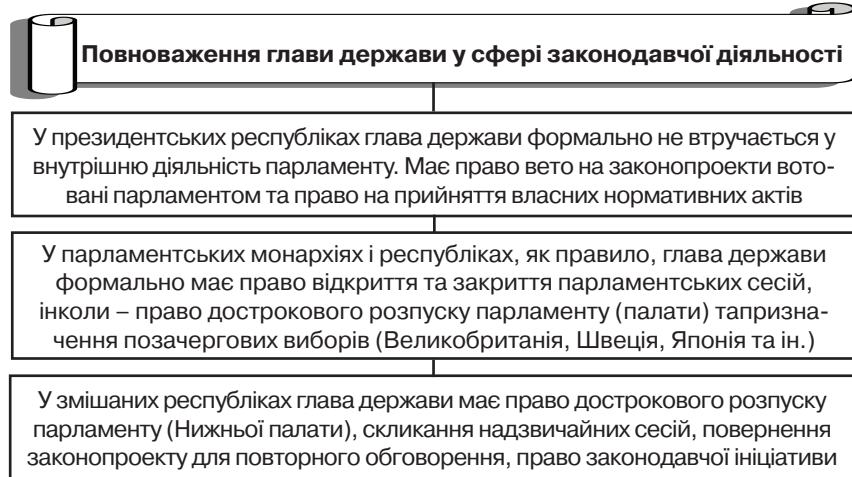 Повноваження глави держави у сфері законодавчої діяльності
У президентських республіках глава держави формально не втручається у
внутрішню діяльність парламенту. Має право вето на законопроекти вото-
вані парламентом та право на прийняття власних нормативних актів
У парламентських монархіях і республіках, як правило, глава держави
формально має право відкриття та закриття парламентських сесій,
інколи – право дострокового розпуску парламенту (палати) тапризна-
чення позачергових виборів (Великобританія, Швеція, Японія та ін.)
У змішаних республіках глава держави має право дострокового розпуску
парламенту (Нижньої палати), скликання надзвичайних сесій, повернення
законопроекту для повторного обговорення, право законодавчої ініціативи